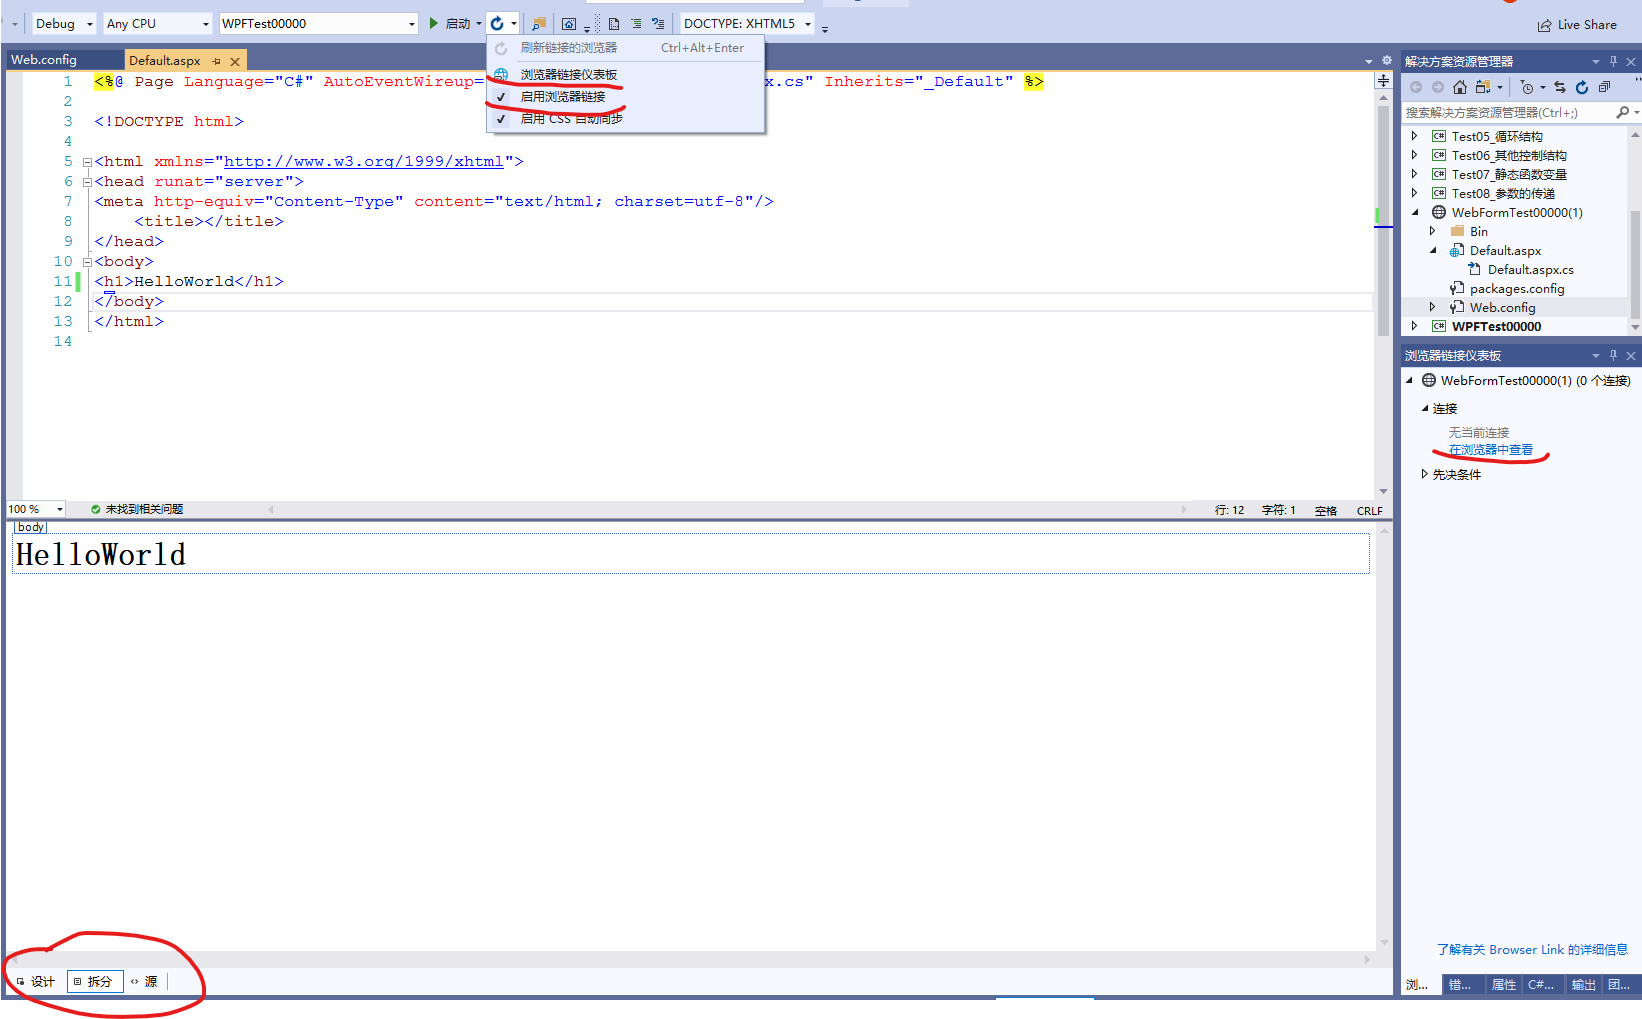 Debug Any CPU WPFTest00000 启动 DOCTYPE: XHTML5 Live Share
刷新链接的浏览器 Ctrl+Alt+Enter
浏览器链接仪表板
启用浏览器链接
启用 CSS 自动同步
Web.config Default.aspx
1 <%@ Page Language="C#" AutoEventWireup= x.cs" Inherits="_Default" %>
2
3 <!DOCTYPE html>
4
5 <html xmlns="http://www.w3.org/1999/xhtml">
6 <head runat="server">
7 <meta http-equiv="Content-Type" content="text/html; charset=utf-8"/>
8 <title></title>
9 </head>
10 <body>
11 <h1>HelloWorld</h1>
12 </body>
13 </html>
14
100 % 未找到相关问题 行: 12 字符: 1 空格 CRLF
body
HelloWorld
设计 拆分 源
解决方案资源管理器
搜索解决方案资源管理器(Ctrl+;)
C# Test05_循环结构
C# Test06_其他控制结构
C# Test07_静态函数变量
C# Test08_参数的传递
WebFormTest00000(1)
Bin
Default.aspx
Default.aspx.cs
packages.config
Web.config
C# WPFTest00000
浏览器链接仪表板
WebFormTest00000(1) (0 个连接)
连接
无当前连接
在浏览器中查看
先决条件
了解有关 Browser Link 的详细信息
浏... 错... 属性 C#... 输出 团...